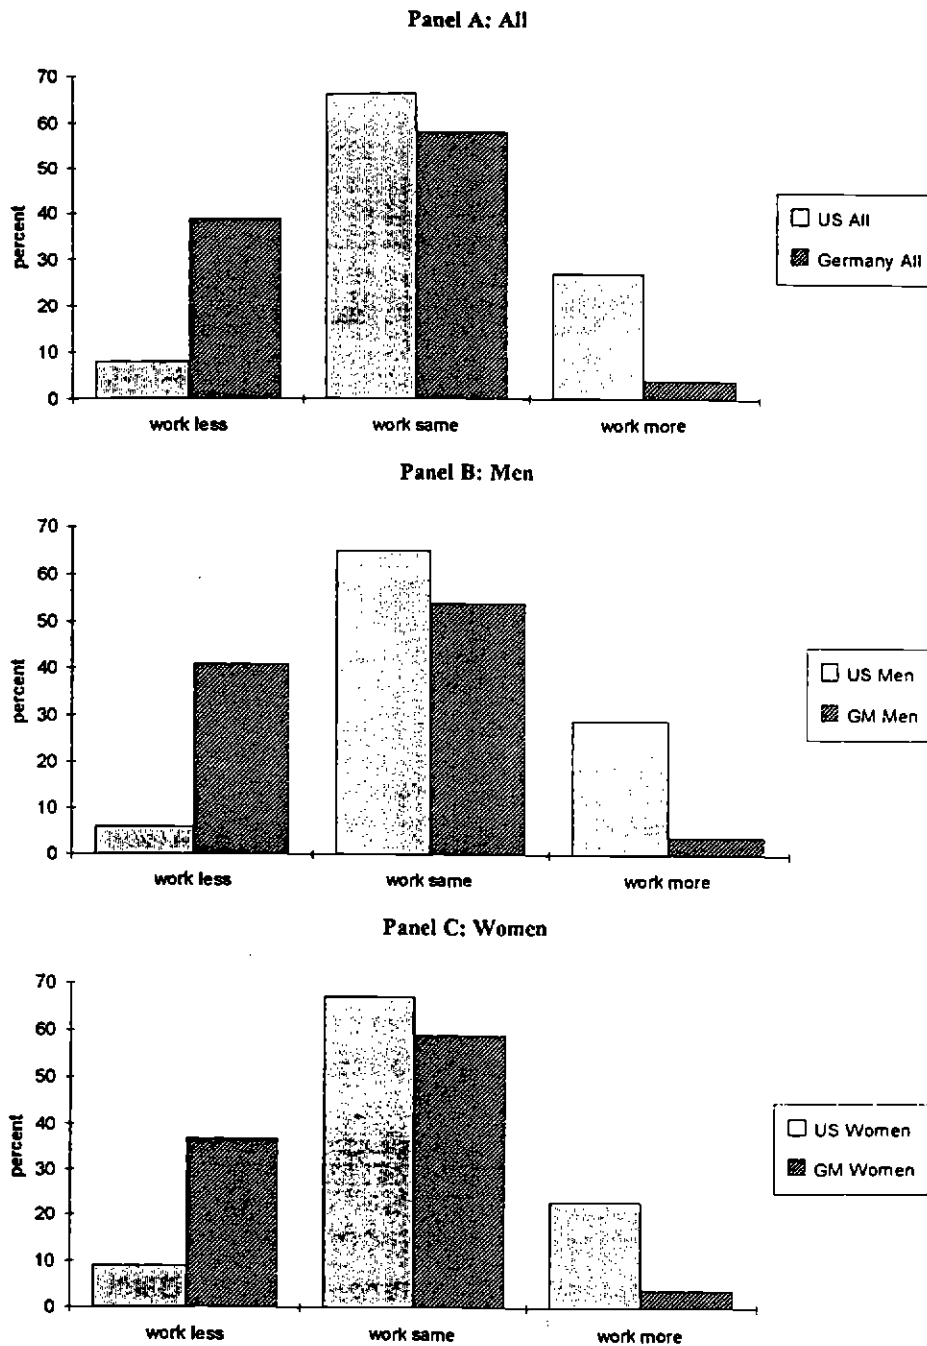 Panel A: All
70
60
50
40
30
20
10
0
percent
work less
work same
work more
US All
Germany All
Panel B: Men
70
60
50
40
30
20
10
0
percent
work less
work same
work more
US Men
GM Men
Panel C: Women
70
60
50
40
30
20
10
0
percent
work less
work same
work more
US Women
GM Women